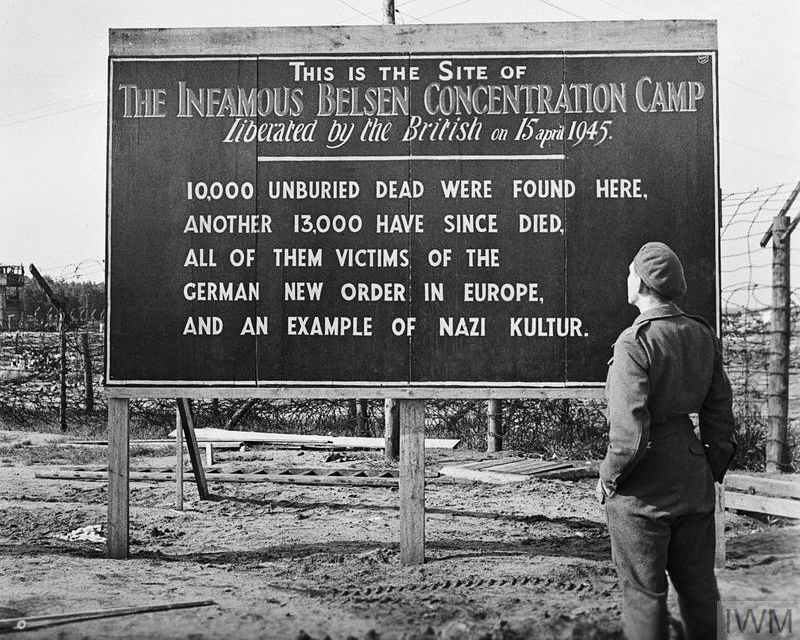 THIS IS THE SITE OF
THE INFAMOUS BELSEN CONCENTRATION CAMP
Liberated by the British on 15 april 1945.
10,000 UNBURIED DEAD WERE FOUND HERE,
ANOTHER 13,000 HAVE SINCE DIED,
ALL OF THEM VICTIMS OF THE
GERMAN NEW ORDER IN EUROPE,
AND AN EXAMPLE OF NAZI KULTUR.
IWM